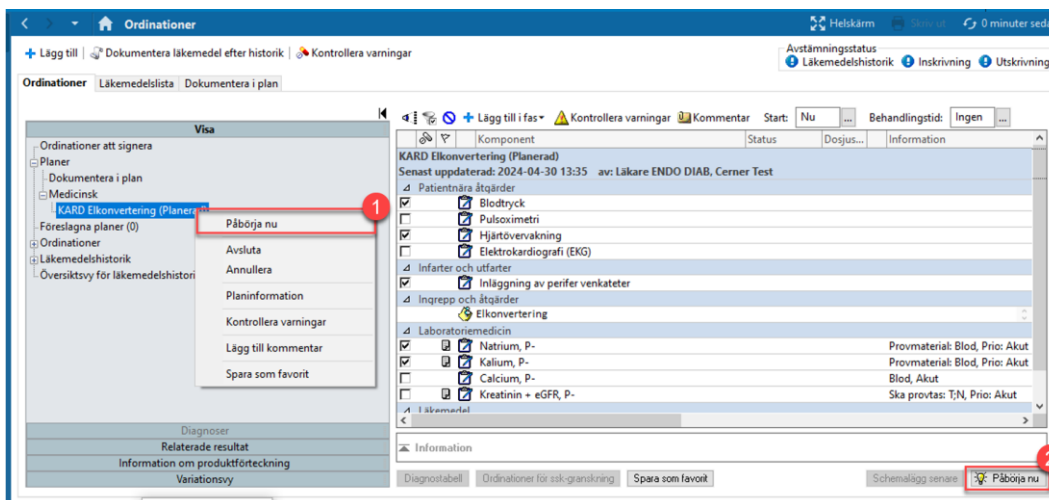 Ordinationer
Helskärm
Skriv ut
0 minuter seda
Lägg till
Dokumentera läkemedel efter historik
Kontrollera varningar
Avstämningsstatus
Läkemedelshistorik
Inskrivning
Utskrivning
Ordinationer
Läkemedelslista
Dokumentera i plan
Visa
Ordinationer att signera
Planer
Dokumentera i plan
Medicinsk
KARD Elkonvertering (Planerad)
Föreslagna planer (0)
Ordinationer
Läkemedelshistorik
Översiktsvy för läkemedelshistori
1
Påbörja nu
Avsluta
Annullera
Planinformation
Kontrollera varningar
Lägg till kommentar
Spara som favorit
Diagnoser
Relaterade resultat
Information om produktförteckning
Variationsvy
Lägg till i fas
Kontrollera varningar
Kommentar
Start:
Nu
...
Behandlingstid:
Ingen
...
Komponent
Status
Dosjus...
Information
KARD Elkonvertering (Planerad)
Senast uppdaterad: 2024-04-30 13:35 av: Läkare ENDO DIAB, Cerner Test
Patientnära åtgärder
Blodtryck
Pulsoximetri
Hjärtövervakning
Elektrokardiografi (EKG)
Infarter och utfarter
Inläggning av perifer venkateter
Ingrepp och åtgärder
Elkonvertering
Laboratoriemedicin
Natrium, P- Provmaterial: Blod, Prio: Akut
Kalium, P- Provmaterial: Blod, Prio: Akut
Calcium, P- Blod, Akut
Kreatinin + eGFR, P- Ska provtas: T;N, Prio: Akut
Läkemedel
Information
2
Diagnostabell
Ordinationer för ssk-granskning
Spara som favorit
Schemalägg senare
Påbörja nu